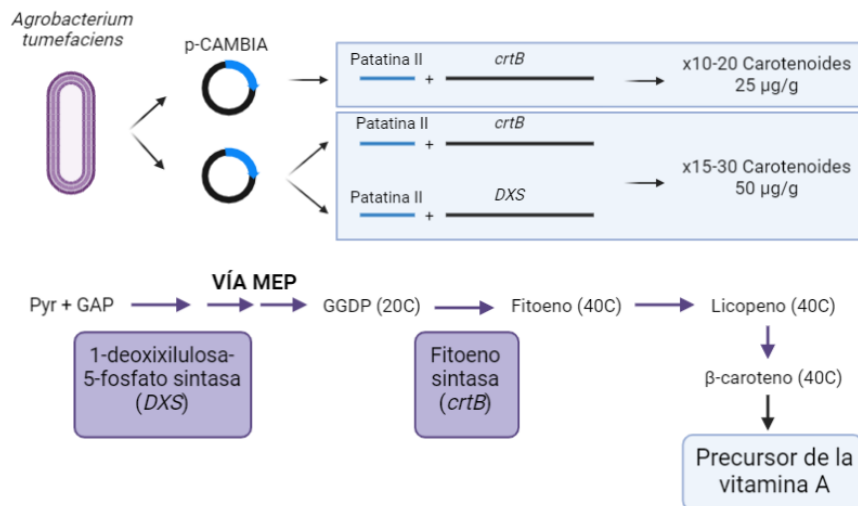 Agrobacterium
tumefaciens
p-CAMBIA
Patatina II
+
crtB
x10-20 Carotenoides
25 µg/g
Patatina II
+
crtB
Patatina II
+
DXS
x15-30 Carotenoides
50 µg/g
VÍA MEP
Pyr + GAP
GGDP (20C)
Fitoeno (40C)
Licopeno (40C)
1-deoxixilulosa-
5-fosfato sintasa
(DXS)
Fitoeno
sintasa
(crtB)
β-caroteno (40C)
Precursor de la
vitamina A